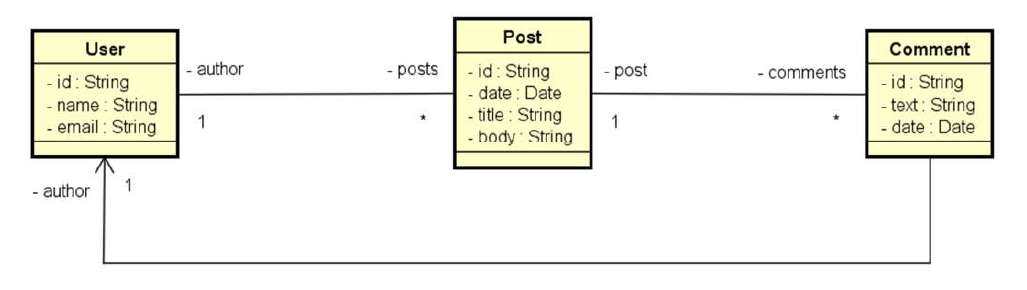 User
- id : String
- name : String
- email : String
- author
1
- posts
*
Post
- id : String
- date : Date
- title : String
- body : String
- post
1
- comments
*
Comment
- id : String
- text : String
- date : Date
- author
1